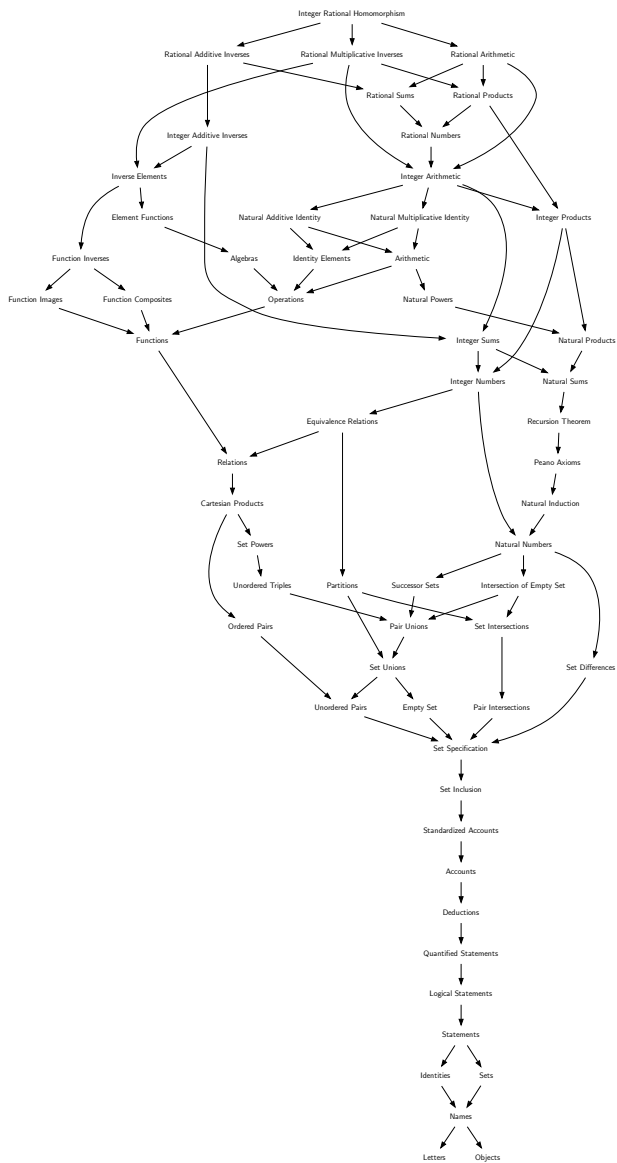 Integer Rational Homomorphism
Rational Additive Inverses
Rational Multiplicative Inverses
Rational Arithmetic
Rational Sums
Rational Products
Integer Additive Inverses
Rational Numbers
Inverse Elements
Integer Arithmetic
Element Functions
Natural Additive Identity
Natural Multiplicative Identity
Integer Products
Function Inverses
Algebras
Identity Elements
Arithmetic
Function Images
Function Composites
Operations
Natural Powers
Functions
Integer Sums
Natural Products
Integer Numbers
Natural Sums
Equivalence Relations
Recursion Theorem
Relations
Peano Axioms
Cartesian Products
Natural Induction
Set Powers
Natural Numbers
Unordered Triples
Partitions
Successor Sets
Intersection of Empty Set
Ordered Pairs
Pair Unions
Set Intersections
Set Unions
Set Differences
Unordered Pairs
Empty Set
Pair Intersections
Set Specification
Set Inclusion
Standardized Accounts
Accounts
Deductions
Quantified Statements
Logical Statements
Statements
Identities
Sets
Names
Letters
Objects